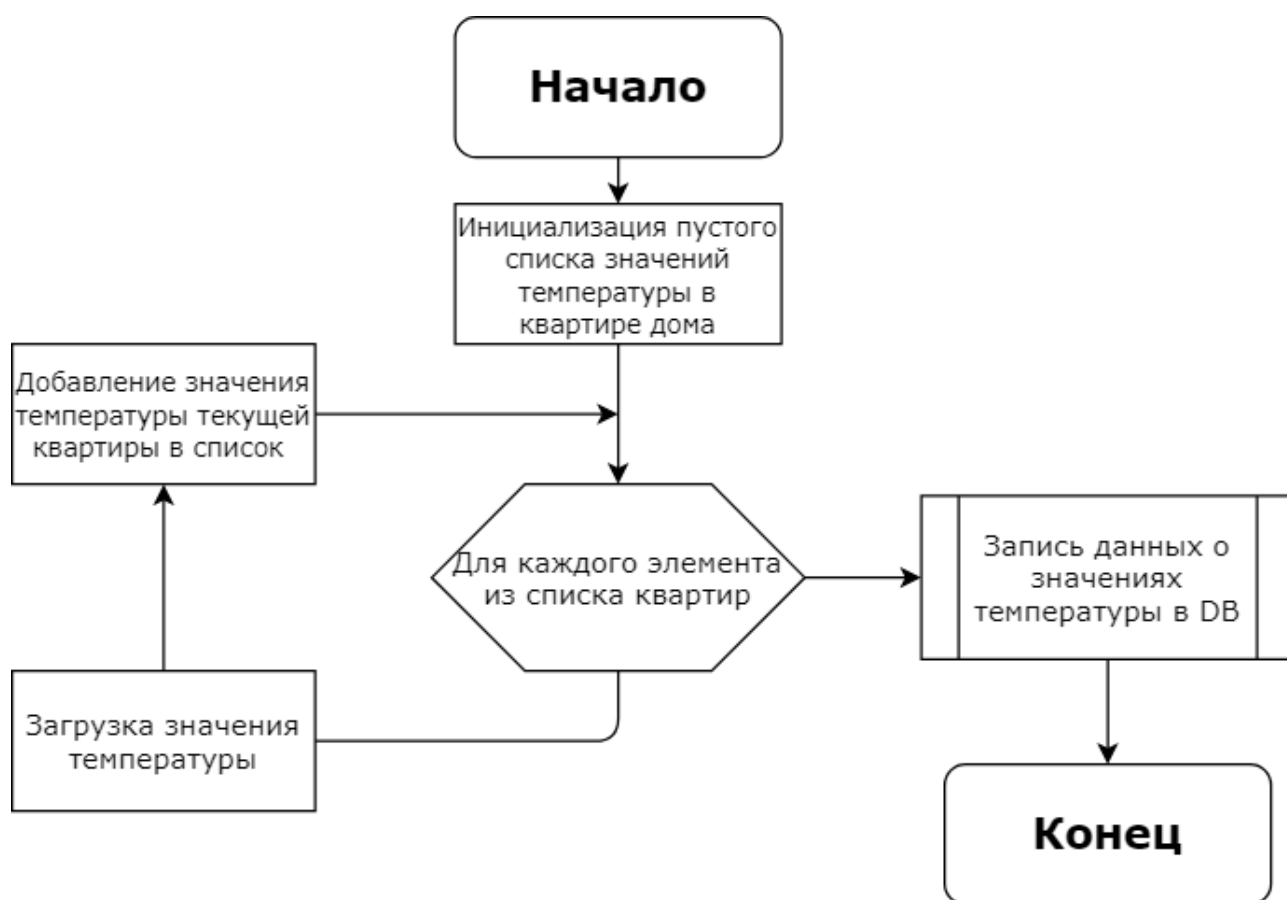 Начало
Инициализация пустого
списка значений
температуры в
квартире дома
Добавление значения
температуры текущей
квартиры в список
Для каждого элемента
из списка квартир
Запись данных о
значениях
температуры в DB
Загрузка значения
температуры
Конец